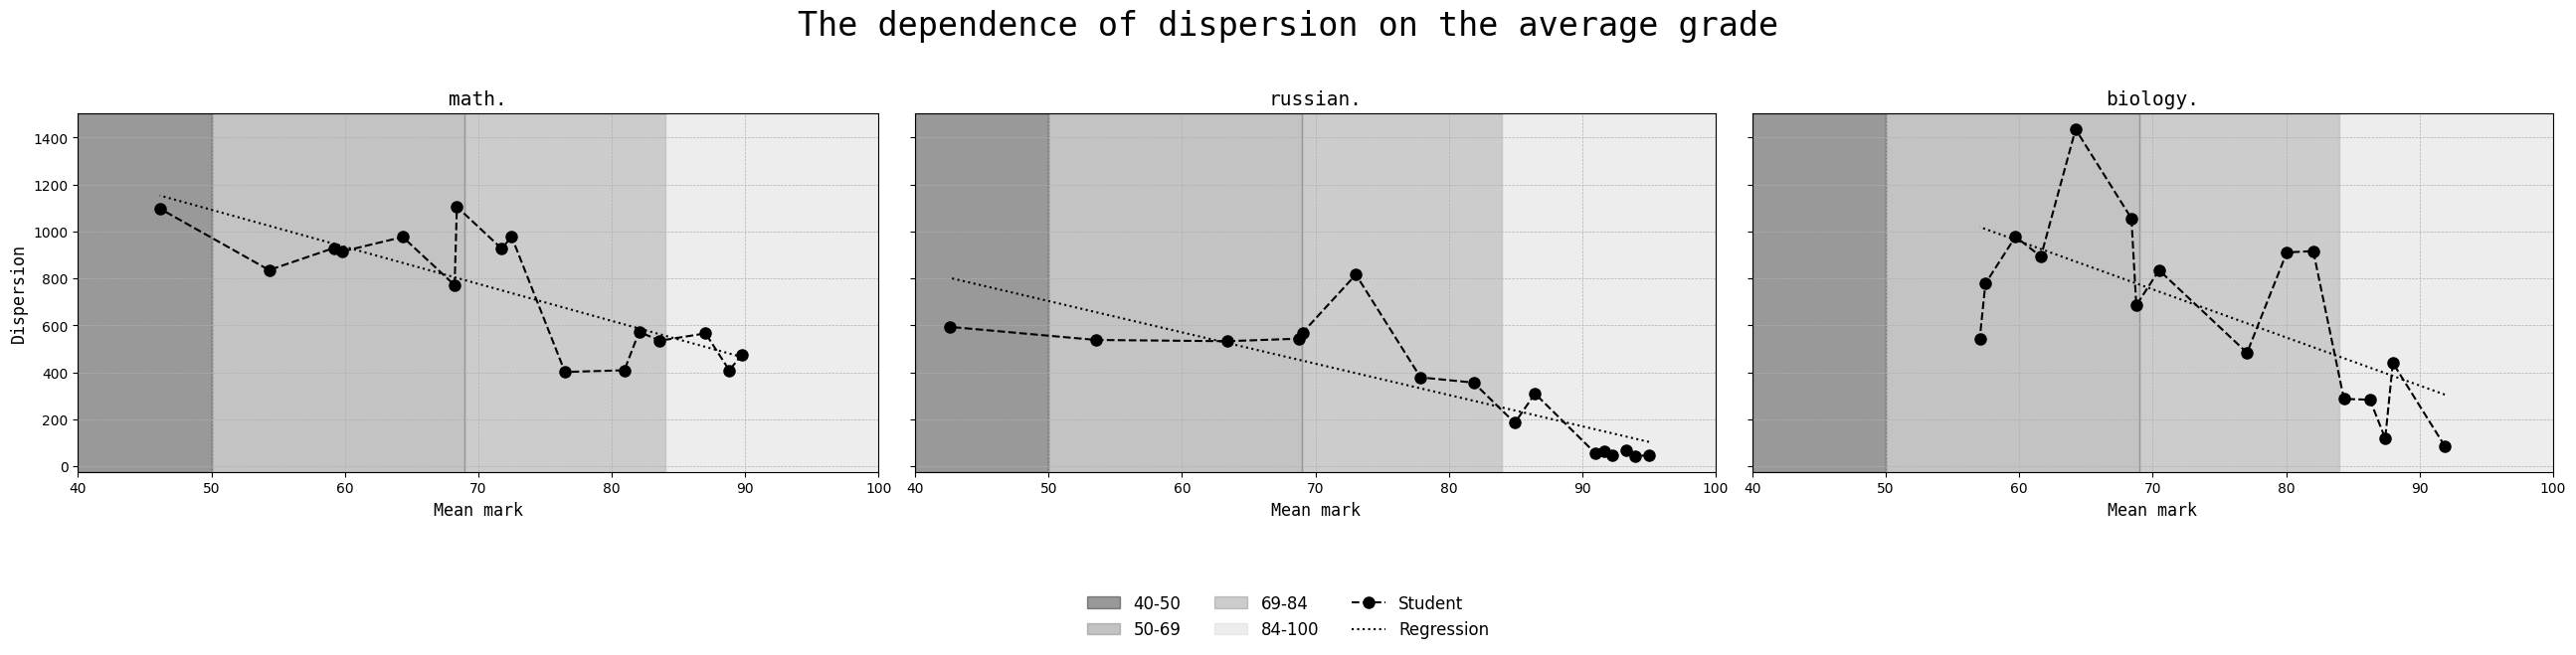 The dependence of dispersion on the average grade
math.
russian.
biology.
Dispersion
1400
1200
1000
800
600
400
200
0
40 50 60 70 80 90 100
40 50 60 70 80 90 100
40 50 60 70 80 90 100
Mean mark
Mean mark
Mean mark
40-50
50-69
69-84
84-100
Student
Regression